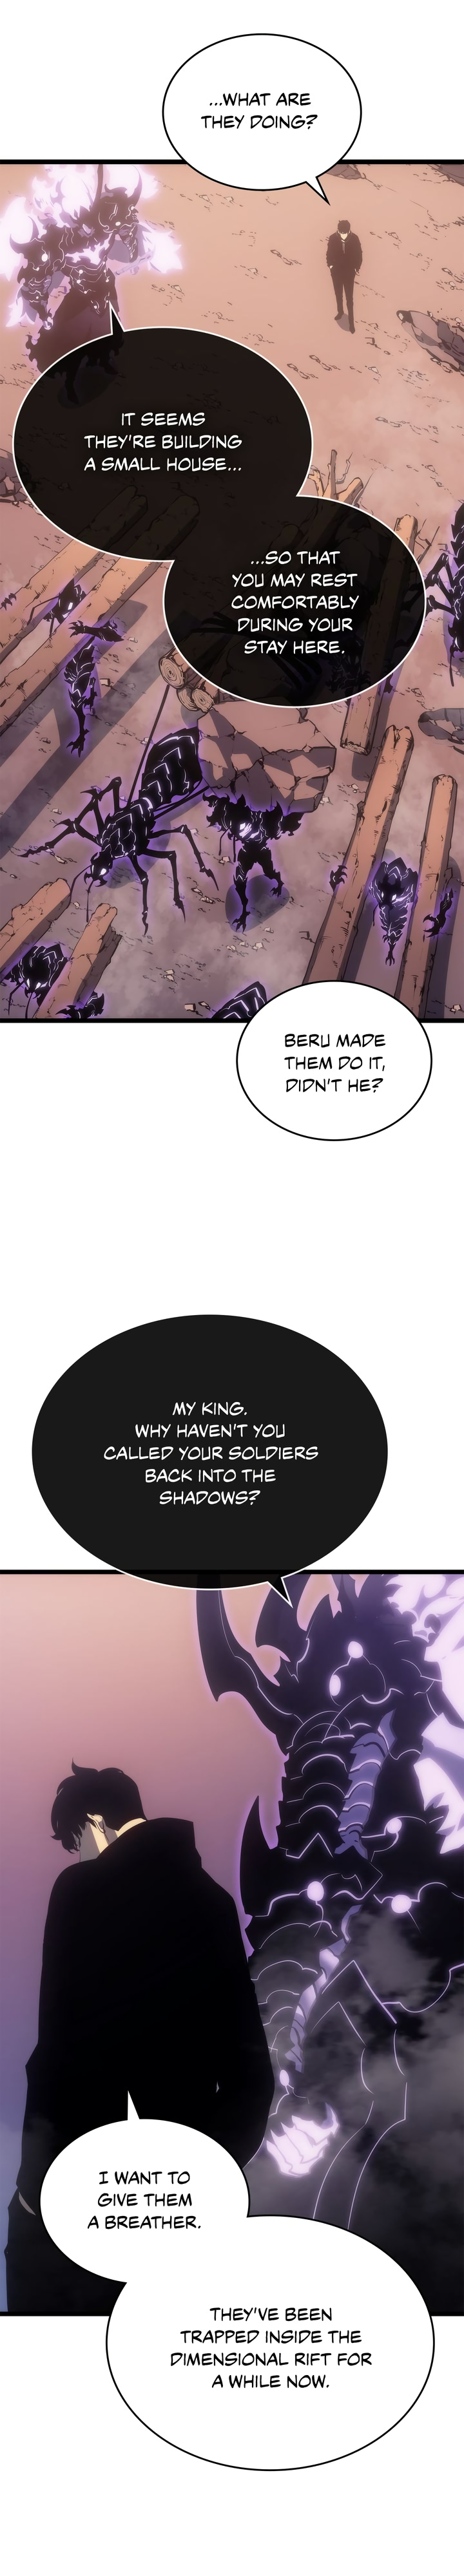 ...WHAT ARE
THEY DOING?
IT SEEMS
THEY'RE BUILDING
A SMALL HOUSE...
...SO THAT
YOU MAY REST
COMFORTABLY
DURING YOUR
STAY HERE.
BERU MADE
THEM DO IT,
DIDN'T HE?
MY KING.
WHY HAVEN'T YOU
CALLED YOUR SOLDIERS
BACK INTO THE
SHADOWS?
I WANT TO
GIVE THEM
A BREATHER.
THEY'VE BEEN
TRAPPED INSIDE THE
DIMENSIONAL RIFT FOR
A WHILE NOW.